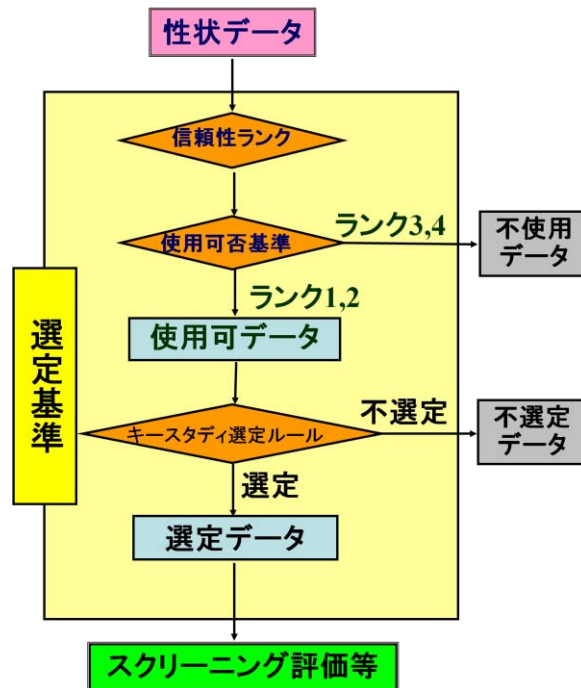 性状データ
信頼性ランク
使用可否基準
ランク3,4
不使用
データ
ランク1,2
使用可データ
選定基準
キースタディ選定ルール
不選定
不選定
データ
選定
選定データ
スクリーニング評価等